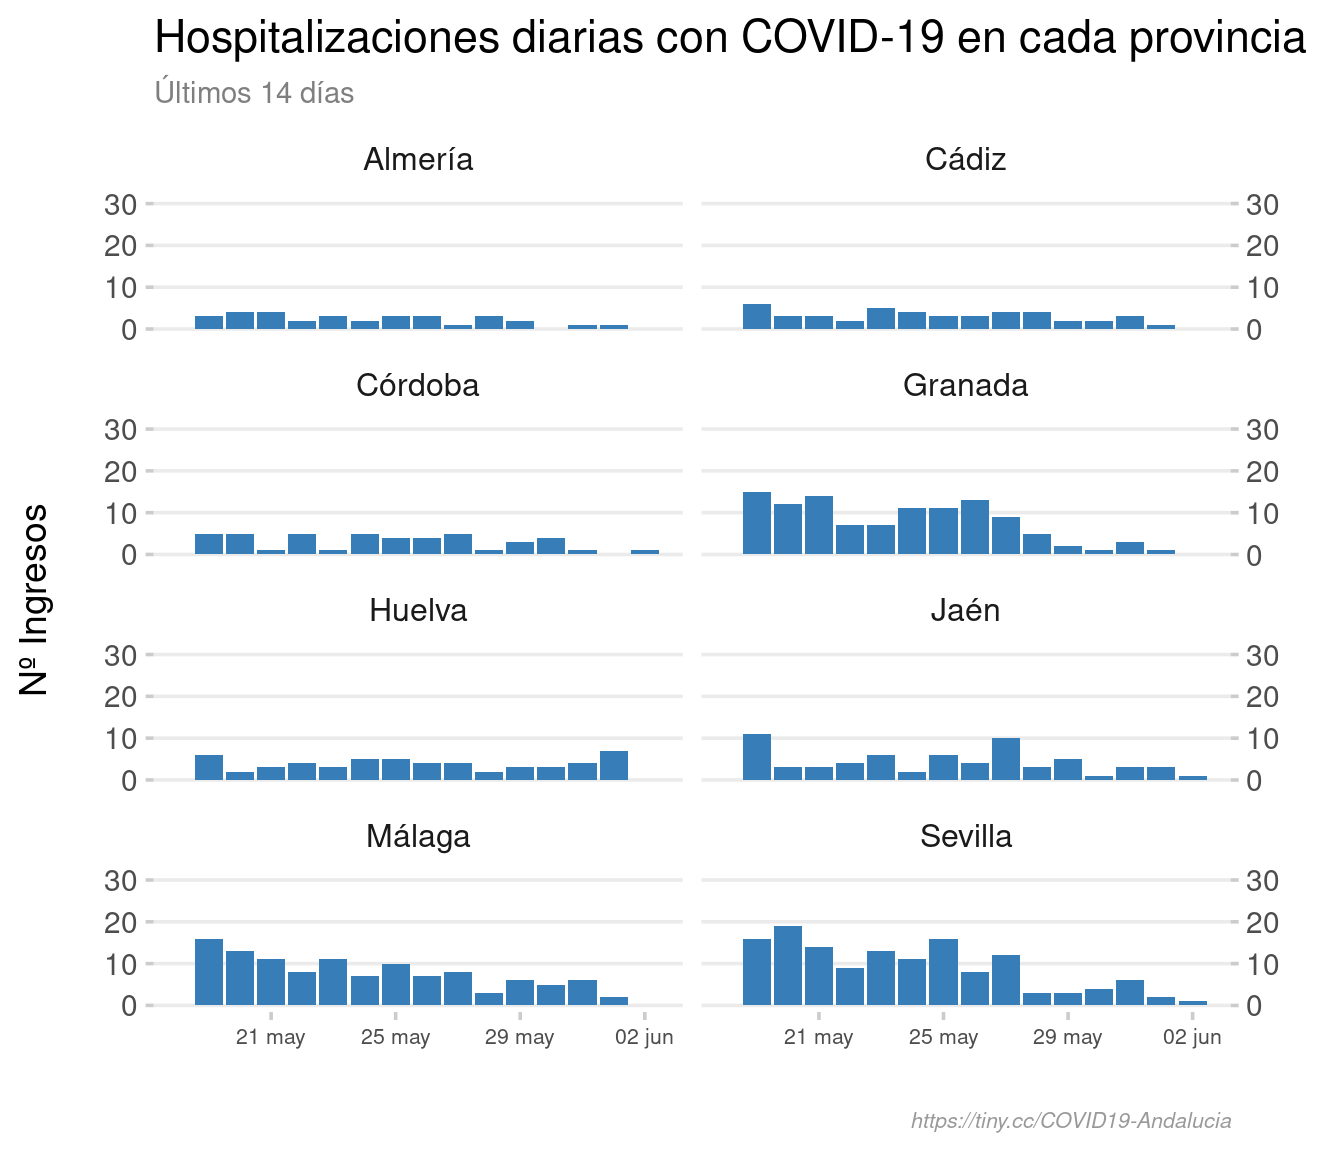 Hospitalizaciones diarias con COVID-19 en cada provincia
Últimos 14 días
Almería
Cádiz
30
20
10
0
30
20
10
0
Córdoba
Granada
30
20
10
0
30
20
10
0
Nº Ingresos
Huelva
Jaén
30
20
10
0
30
20
10
0
Málaga
Sevilla
30
20
10
0
30
20
10
0
21 may 25 may 29 may 02 jun
21 may 25 may 29 may 02 jun
https://tiny.cc/COVID19-Andalucia